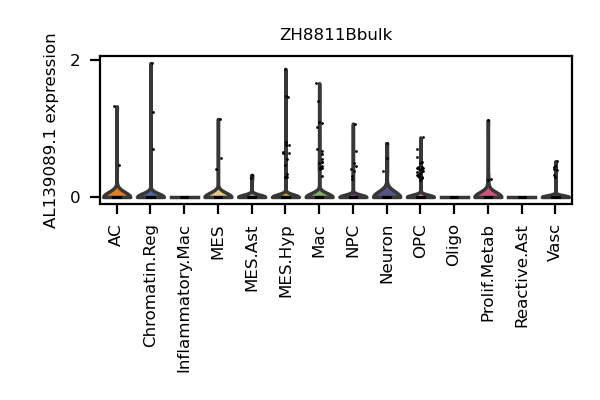 ZH8811Bbulk
AL139089.1 expression
2
0
AC
Chromatin.Reg
Inflammatory.Mac
MES
MES.Ast
MES.Hyp
Mac
NPC
Neuron
OPC
Oligo
Prolif.Metab
Reactive.Ast
Vasc